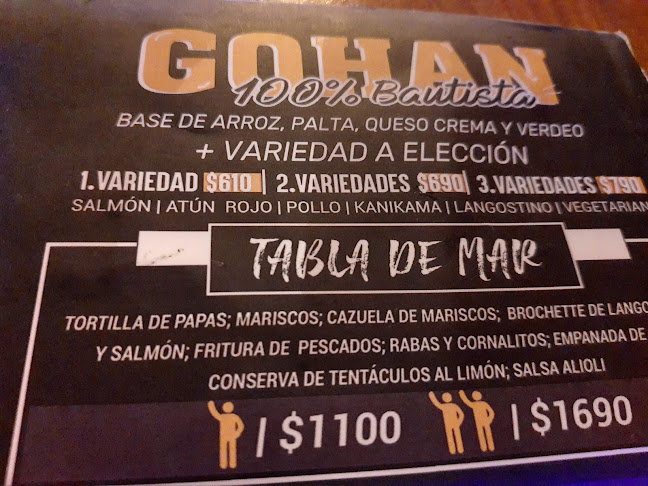 GOHAN
100% Bautista
BASE DE ARROZ, PALTA, QUESO CREMA Y VERDEO
+ VARIEDAD A ELECCIÓN
1.VARIEDAD $610 | 2.VARIEDADES $690 | 3.VARIEDADES $790
SALMÓN | ATÚN ROJO | POLLO | KANIKAMA | LANGOSTINO | VEGETARIAN
TABLA DE MAR
TORTILLA DE PAPAS; MARISCOS; CAZUELA DE MARISCOS; BROCHETTE DE LANGO
Y SALMÓN; FRITURA DE PESCADOS; RABAS Y CORNALITOS; EMPANADA DE
CONSERVA DE TENTÁCULOS AL LIMÓN; SALSA ALIOLI
| $1100 | $1690